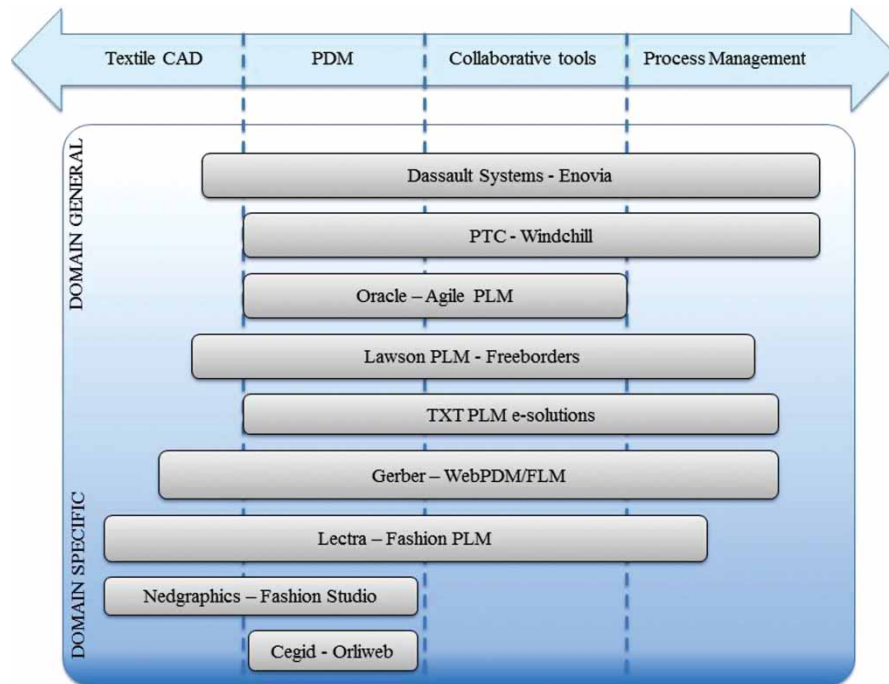 Textile CAD
PDM
Collaborative tools
Process Management
DOMAIN GENERAL
Dassault Systems - Enovia
PTC - Windchill
Oracle – Agile PLM
Lawson PLM - Freeborders
TXT PLM e-solutions
DOMAIN SPECIFIC
Gerber – WebPDM/FLM
Lectra – Fashion PLM
Nedgraphics – Fashion Studio
Cegid - Orliweb